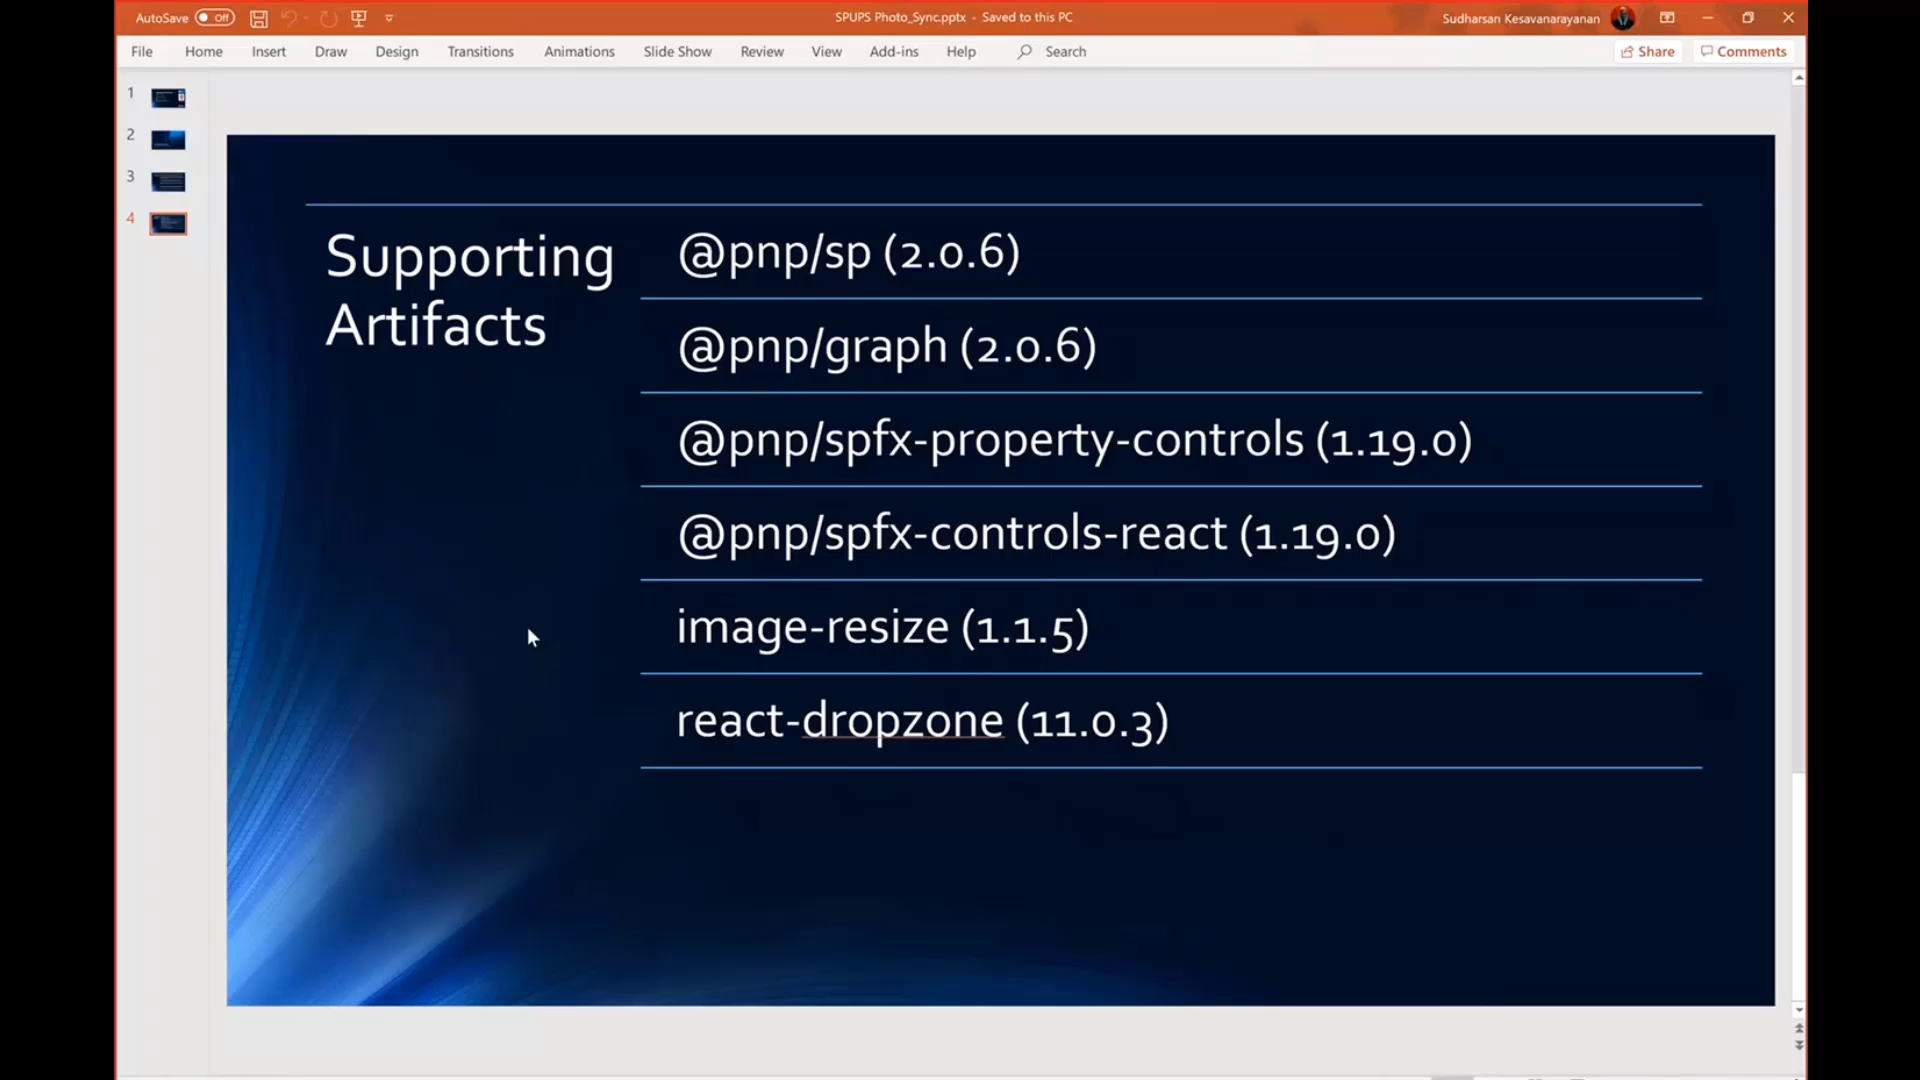 AutoSave Off
SPUPS Photo_Sync.pptx - Saved to this PC
Sudharsan Kesavanarayanan
File Home Insert Draw Design Transitions Animations Slide Show Review View Add-ins Help Search
Share Comments
1
2
3
4
Supporting
Artifacts
@pnp/sp (2.0.6)
@pnp/graph (2.0.6)
@pnp/spfx-property-controls (1.19.0)
@pnp/spfx-controls-react (1.19.0)
image-resize (1.1.5)
react-dropzone (11.0.3)